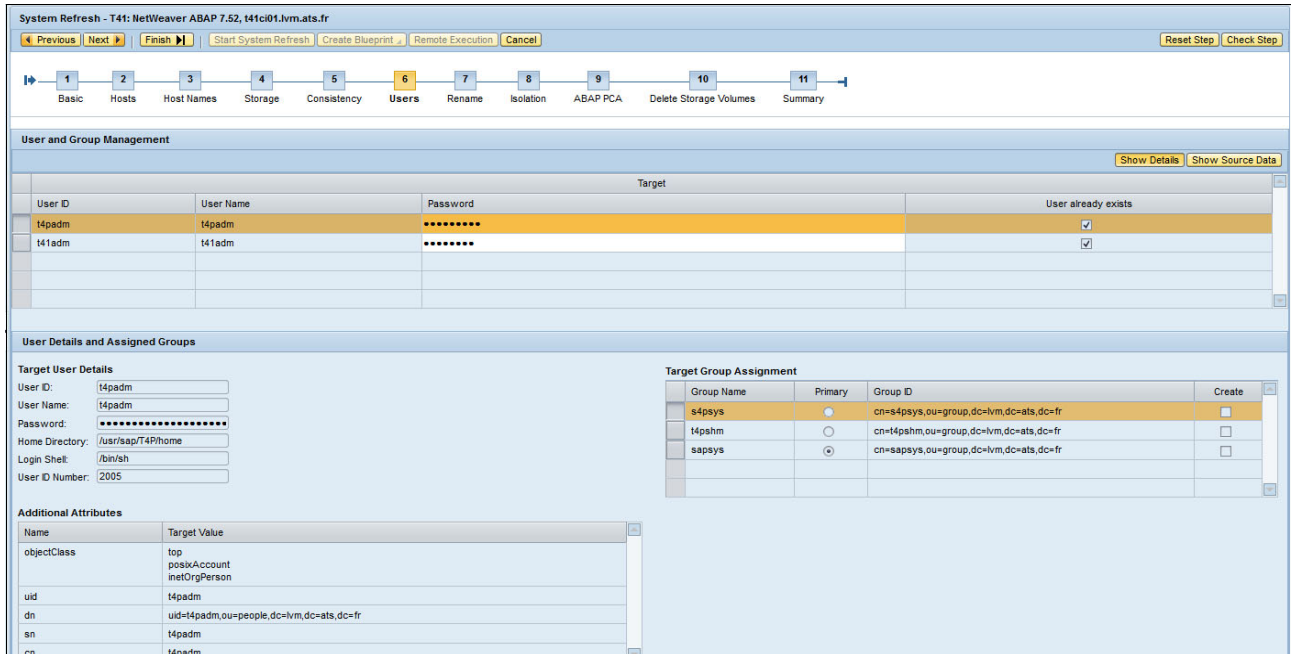 System Refresh - T41: NetWeaver ABAP 7.52, t41ci01.lvm.ats.fr
Previous Next Finish Start System Refresh Create Blueprint Remote Execution Cancel Reset Step Check Step
1 2 3 4 5 6 7 8 9 10 11
Basic Hosts Host Names Storage Consistency Users Rename Isolation ABAP PCA Delete Storage Volumes Summary
User and Group Management
Show Details Show Source Data
Target
User ID User Name Password User already exists
t4padm t4padm •••••••••
t41adm t41adm ••••••••
User Details and Assigned Groups
Target User Details
User ID: t4padm
User Name: t4padm
Password: ••••••••••••••••••••
Home Directory: /usr/sap/T4P/home
Login Shell: /bin/sh
User ID Number: 2005
Target Group Assignment
Group Name Primary Group ID Create
s4psys cn=s4psys,ou=group,dc=lvm,dc=ats,dc=fr
t4pshm cn=t4pshm,ou=group,dc=lvm,dc=ats,dc=fr
sapsys cn=sapsys,ou=group,dc=lvm,dc=ats,dc=fr
Additional Attributes
Name Target Value
objectClass top
posixAccount
inetOrgPerson
uid t4padm
dn uid=t4padm,ou=people,dc=lvm,dc=ats,dc=fr
sn t4padm
cn t4padm